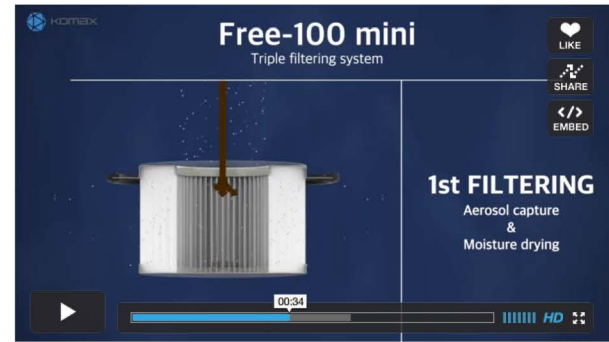 KOMAX
Free-100 mini
Triple filtering system
LIKE
SHARE
</>
EMBED
1st FILTERING
Aerosol capture
&
Moisture drying
00:34
HD